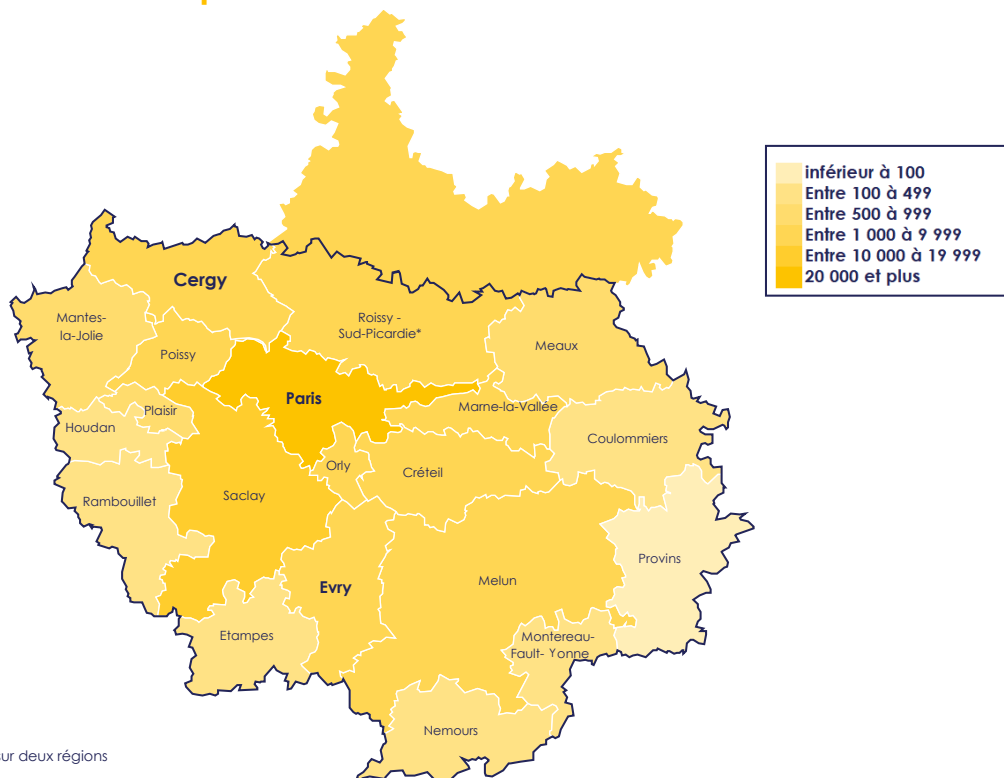 inférieur à 100
Entre 100 à 499
Entre 500 à 999
Entre 1 000 à 9 999
Entre 10 000 à 19 999
20 000 et plus
Cergy
Mantes-
la-Jolie
Roissy -
Sud-Picardie*
Poissy
Meaux
Paris
Plaisir
Marne-la-Vallée
Houdan
Coulommiers
Orly
Créteil
Rambouillet
Saclay
Provins
Evry
Melun
Etampes
Montereau-
Fault- Yonne
Nemours
sur deux régions